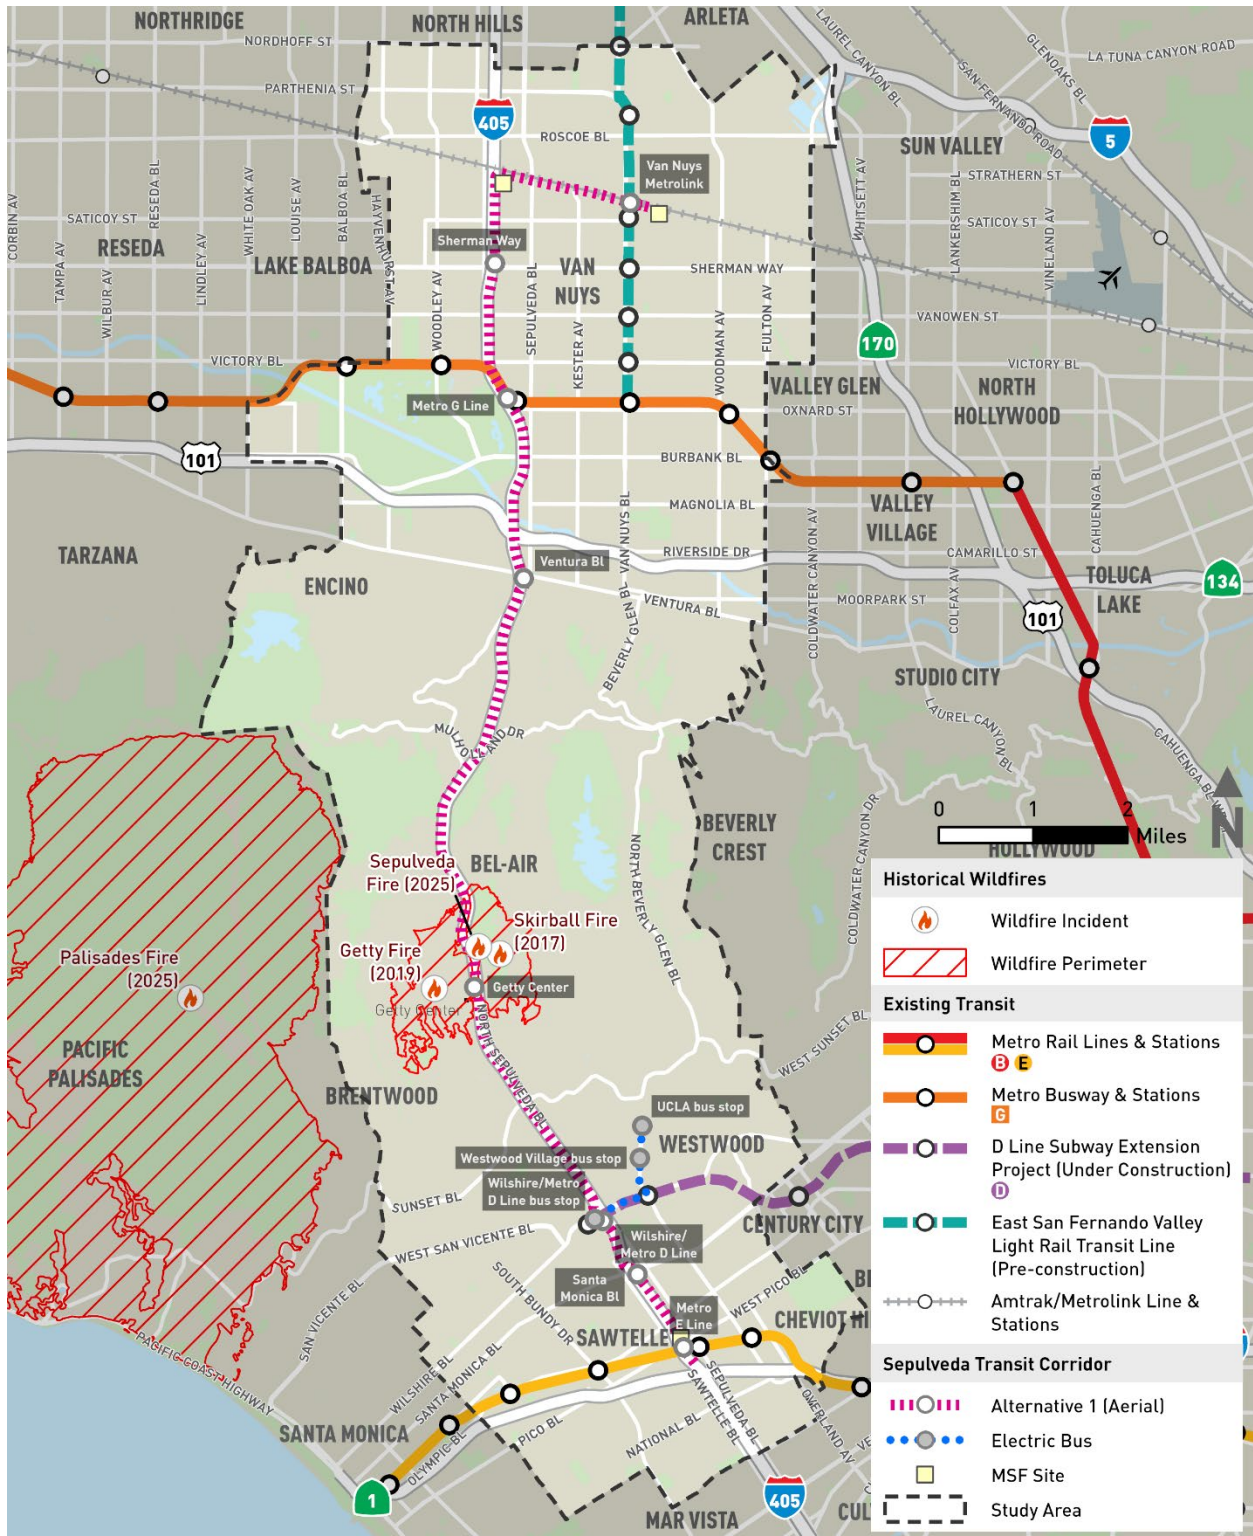 NORTHRIDGE
NORTH HILLS
ARLETA
NORDHOFF ST
LAUREL CANYON BL
GLENOAKS BL
LA TUNA CANYON ROAD
SAN FERNANDO ROAD
PARTHENIA ST
405
ROSCOE BL
5
SUN VALLEY
STRATHERN ST
Van Nuys
Metrolink
CORBIN AV
TAMPA AV
WILBUR AV
RESEDA BL
LINDLEY AV
WHITE OAK AV
LOUISE AV
BALBOA BL
HAYVENHURST AV
WOODLEY AV
SATICOY ST
RESEDA
LAKE BALBOA
Sherman Way
VAN
NUYS
SEPULVEDA BL
KESTER AV
SHERMAN WAY
WOODMAN AV
FULTON AV
WHITSETT AV
LANKERSHIM BL
SATICOY ST
VINELAND AV
VANOWEN ST
170
VICTORY BL
VICTORY BL
VALLEY GLEN
NORTH
HOLLYWOOD
OXNARD ST
Metro G Line
101
BURBANK BL
MAGNOLIA BL
VAN NUYS BL
COLDWATER CANYON AV
VALLEY
VILLAGE
CAHUENGA BL
TARZANA
ENCINO
Ventura Bl
RIVERSIDE DR
CAMARILLO ST
TOLUCA
LAKE
134
VENTURA BL
MOORPARK ST
COLFAX AV
101
BEVERLY GLEN BL
STUDIO CITY
LAUREL CANYON BL
MULHOLLAND DR
CAHUENGA BL W
0 1 2
Miles
N
NORTH BEVERLY GLEN BL
BEVERLY
CREST
COLDWATER CANYON DR
HOLLYWOOD
Sepulveda
Fire (2025)
BEL-AIR
Skirball Fire
(2017)
Getty Fire
(2019)
Palisades Fire
(2025)
Getty Center
Getty Center
NORTH SEPULVEDA BL
PACIFIC
PALISADES
BRENTWOOD
WEST SUNSET BL
UCLA bus stop
WESTWOOD
Westwood Village bus stop
Wilshire/Metro
D Line bus stop
SUNSET BL
CENTURY CITY
WEST SAN VICENTE BL
Wilshire/
Metro D Line
Santa
Monica Bl
SOUTH BUNDY DR
WEST PICO BL
Metro
E Line
SAWTELLE
CHEVIOT HI
SAN VICENTE BL
PACIFIC COAST HIGHWAY
WILSHIRE BL
SANTA MONICA BL
SANTA MONICA
OLYMPIC BL
PICO BL
NATIONAL BL
SAWTELLE BL
SEPULVEDA BL
OVERLAND AV
1
405
MAR VISTA
CUL
Historical Wildfires
Wildfire Incident
Wildfire Perimeter
Existing Transit
Metro Rail Lines & Stations
B E
Metro Busway & Stations
G
D Line Subway Extension
Project (Under Construction)
D
East San Fernando Valley
Light Rail Transit Line
(Pre-construction)
Amtrak/Metrolink Line &
Stations
Sepulveda Transit Corridor
Alternative 1 (Aerial)
Electric Bus
MSF Site
Study Area